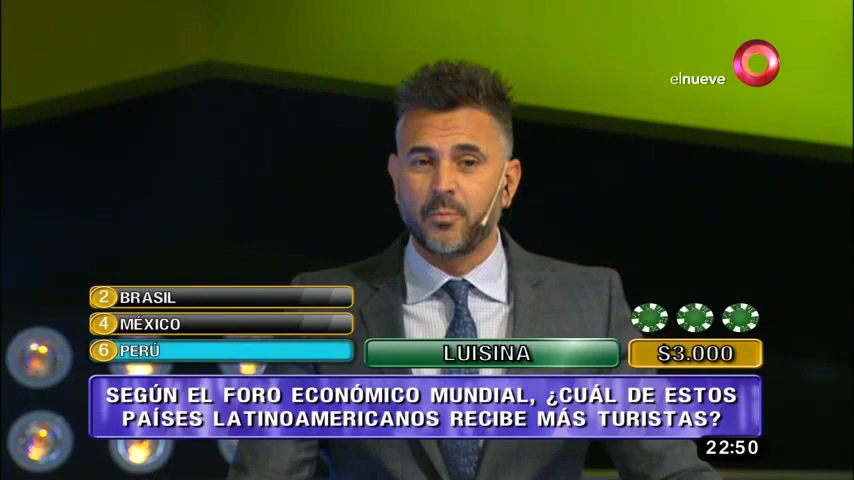 elnueve
2 BRASIL
4 MÉXICO
6 PERÚ
LUISINA
$3.000
SEGÚN EL FORO ECONÓMICO MUNDIAL, ¿CUÁL DE ESTOS
PAÍSES LATINOAMERICANOS RECIBE MÁS TURISTAS?
22:50